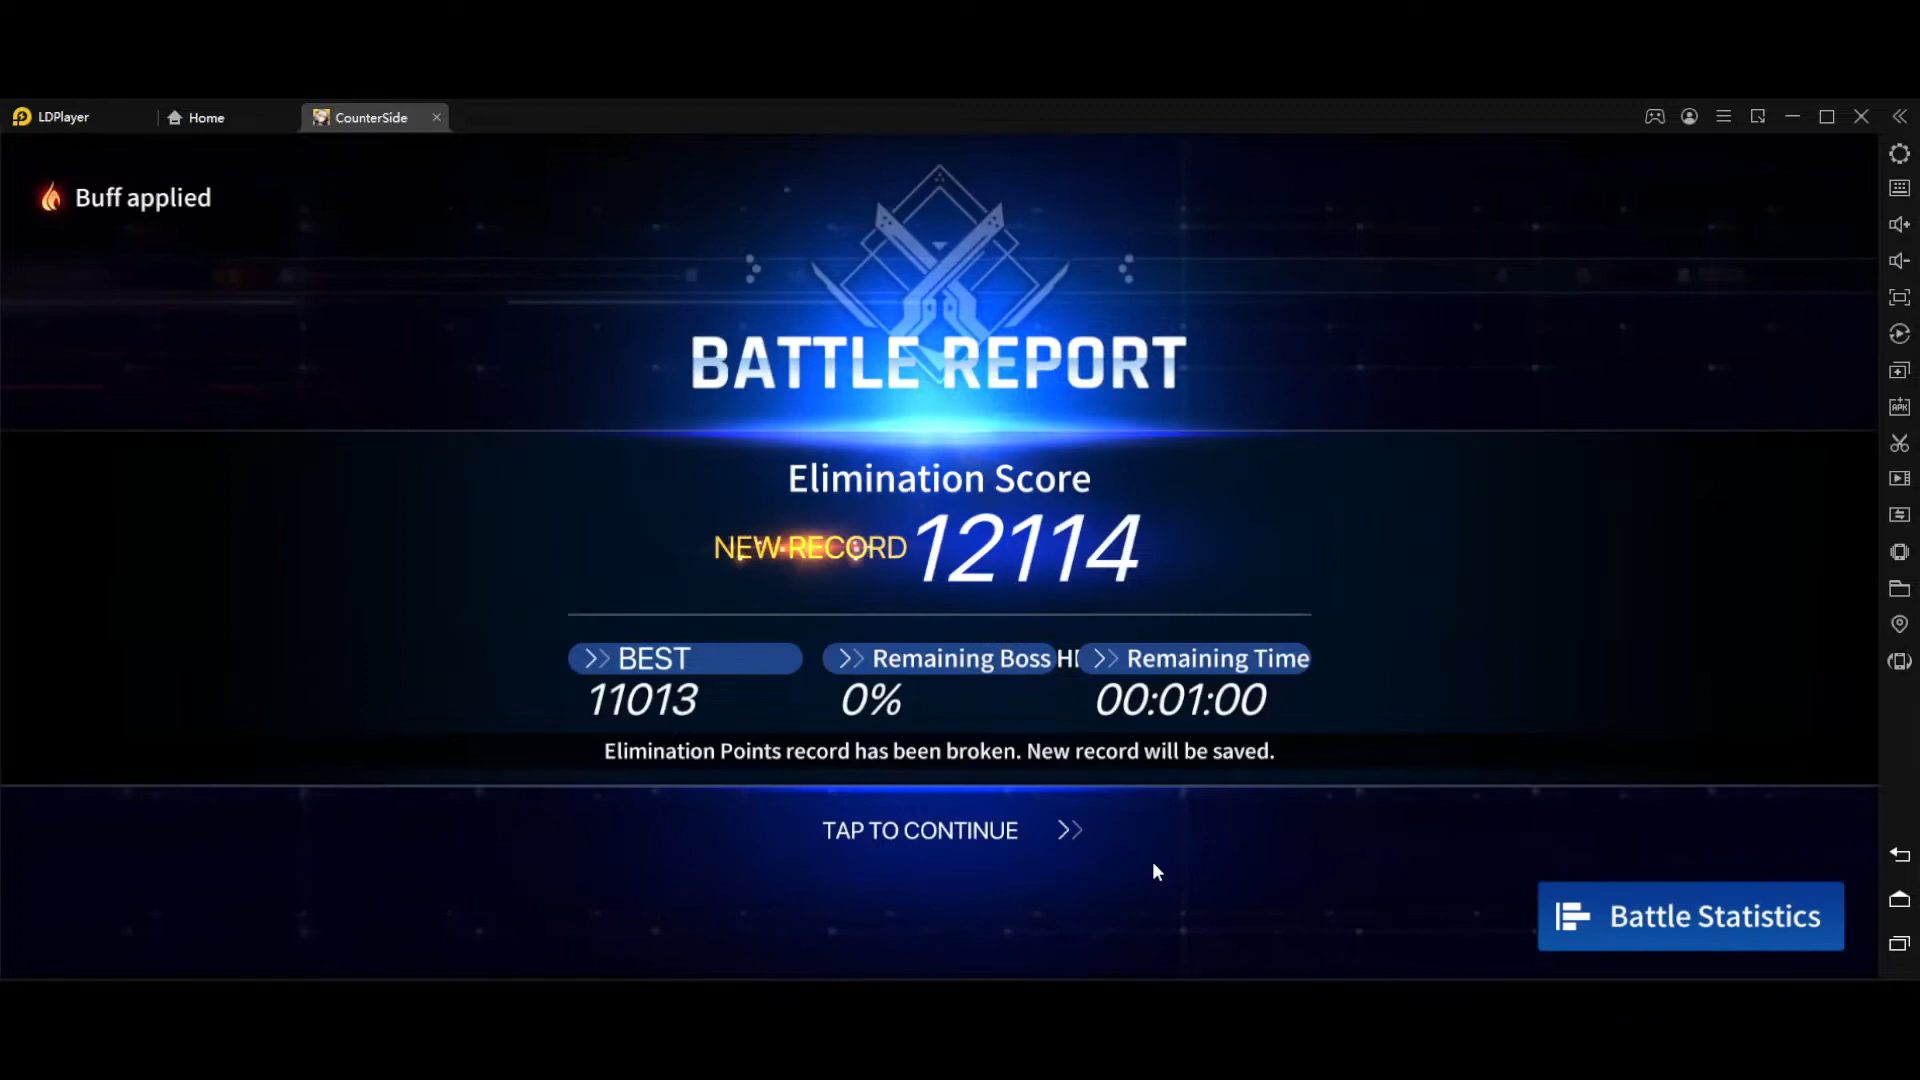 LDPlayer
Home
CounterSide
Buff applied
BATTLE REPORT
Elimination Score
NEW RECORD 12114
BEST
Remaining Boss
Remaining Time
11013
0%
00:01:00
Elimination Points record has been broken. New record will be saved.
TAP TO CONTINUE
Battle Statistics
APK